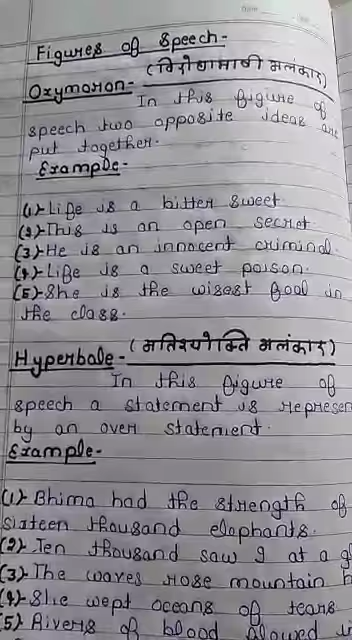 Figures of Speech-
Oxymoron- (विरोधाभाषी अलंकार)
In this figure of
speech two opposite ideas are
put together.
Example-
(1)-Life is a bitter sweet.
(2)-This is an open secret.
(3)-He is an innocent criminal.
(4)-Life is a sweet poison.
(5)-She is the wisest fool in
the class.
Hyperbole- (अतिशयोक्ति अलंकार)
In this figure of
speech a statement is represen
by an over statement.
Example-
(1)- Bhima had the strength of
sixteen thousand elephants.
(2)- Ten thousand saw I at a gl
(3)-The waves rose mountain h
(4)-She wept oceans of tears
(5)-Rivers of blood flowed